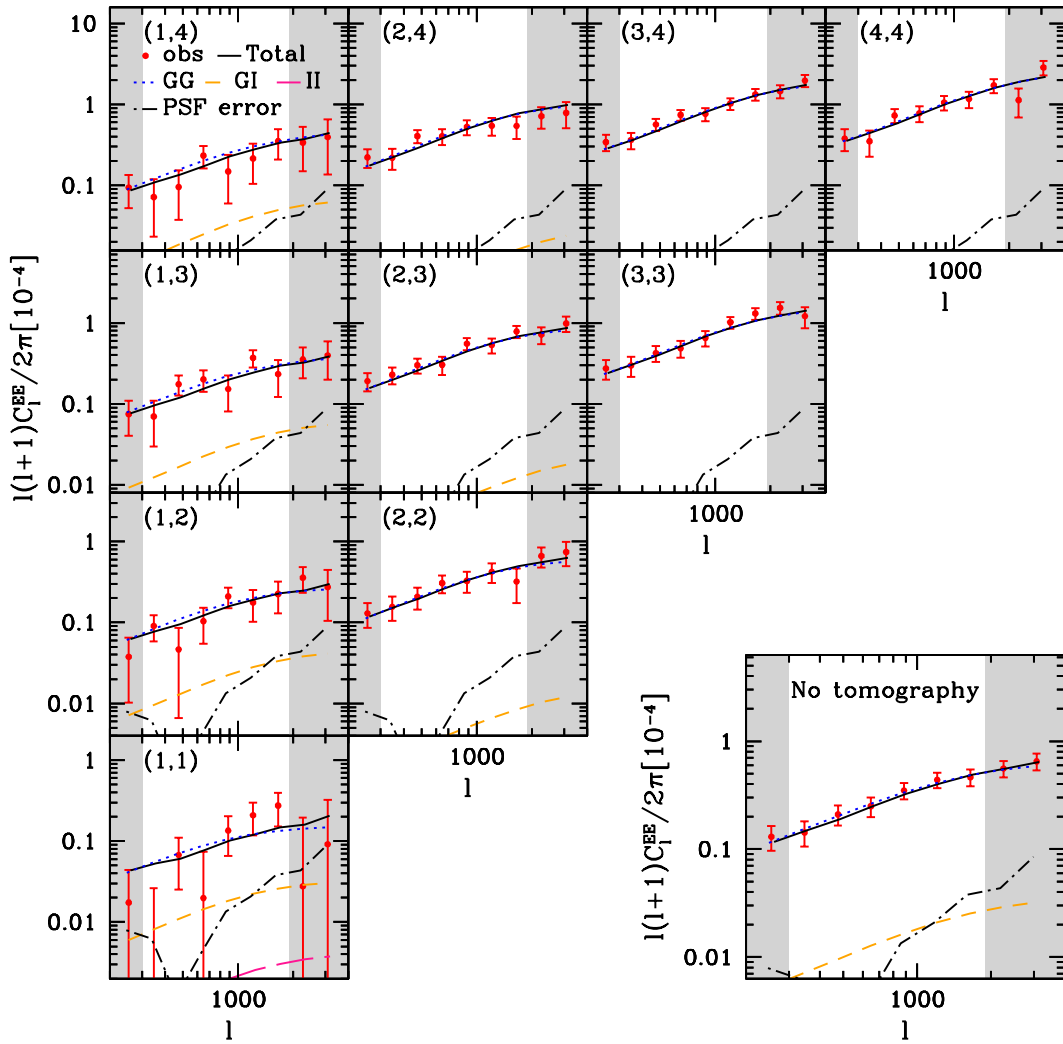 (1,4) (2,4) (3,4) (4,4)
obs Total
GG GI II
PSF error
10
1
0.1
1000
l
(1,3) (2,3) (3,3)
1
0.1
0.01
1000
l
l(l+1)C_l^EE/2π[10^-4]
(1,2) (2,2)
1
0.1
0.01
1000
l
(1,1)
1
0.1
0.01
1000
l
No tomography
l(l+1)C_l^EE/2π[10^-4]
1
0.1
0.01
1000
l